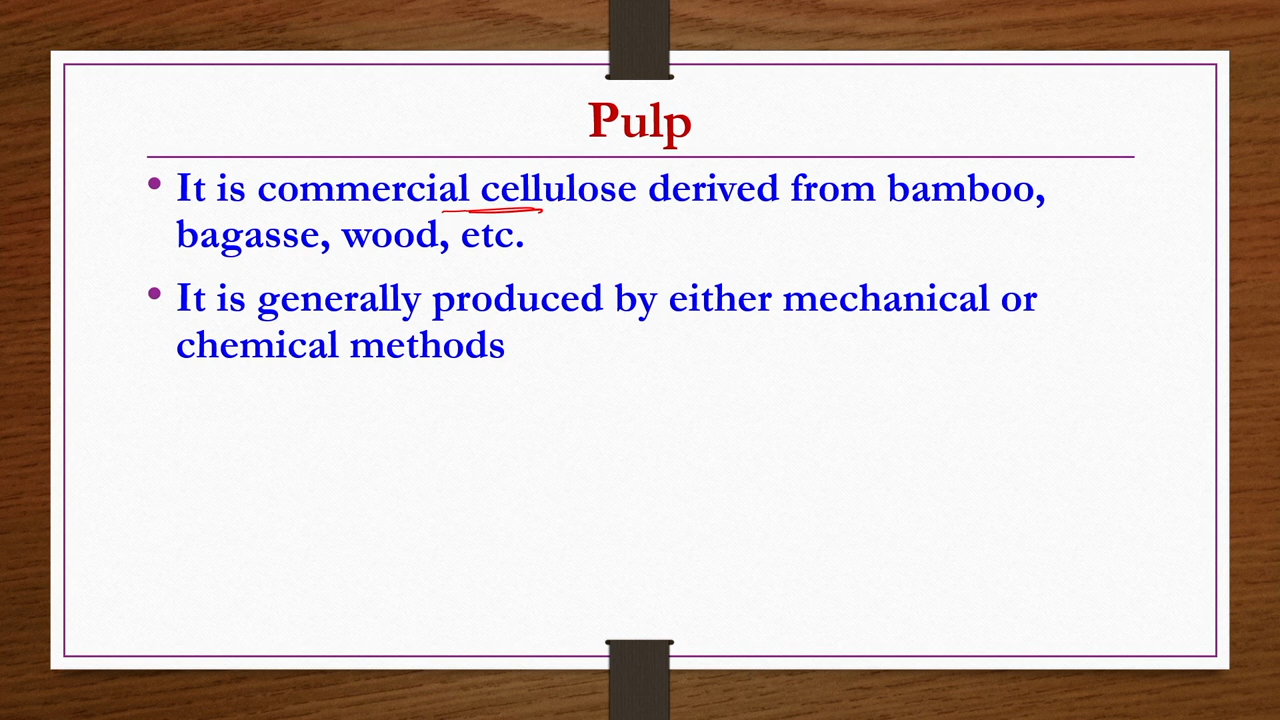 Pulp
• It is commercial cellulose derived from bamboo,
bagasse, wood, etc.
• It is generally produced by either mechanical or
chemical methods